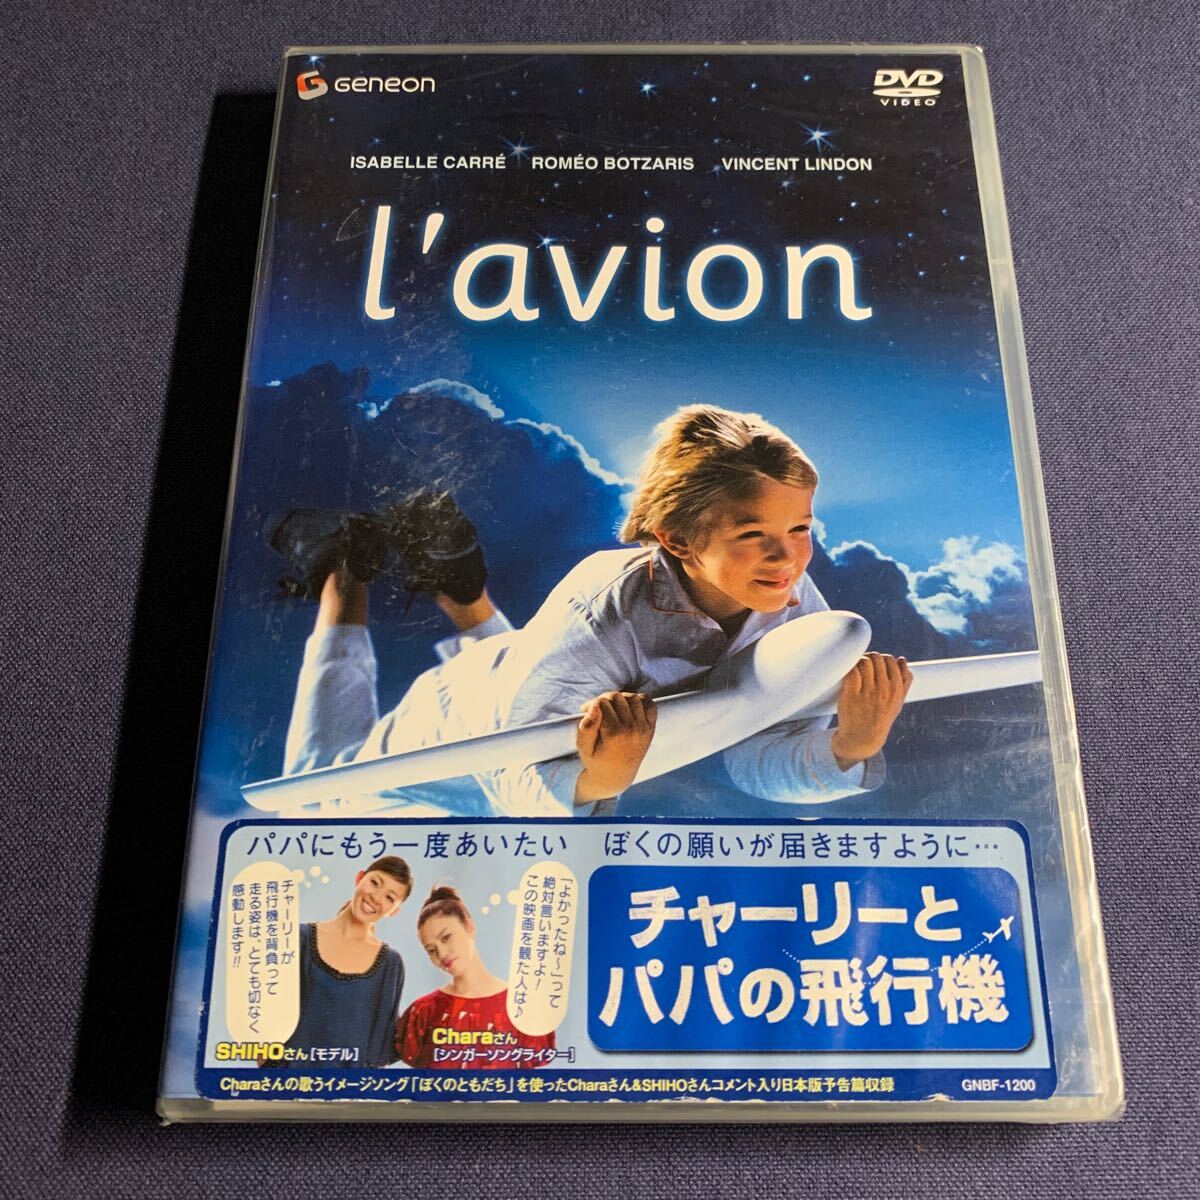 Geneon
DVD
VIDEO
ISABELLE CARRÉ ROMÉO BOTZARIS VINCENT LINDON
l'avion
パパにもう一度あいたい ぼくの願いが届きますように…
チャーリーが
飛行機を背負って
走る姿は、とても切なく
感動します!!
「よかったね〜」って
絶対言いますよ!
この映画を観た人は♪
SHIHOさん[モデル]
Charaさん
[シンガーソングライター]
チャーリーと
パパの飛行機
Charaさんの歌うイメージソング「ぼくのともだち」を使ったCharaさん&SHIHOさんコメント入り日本版予告篇収録
GNBF-1200